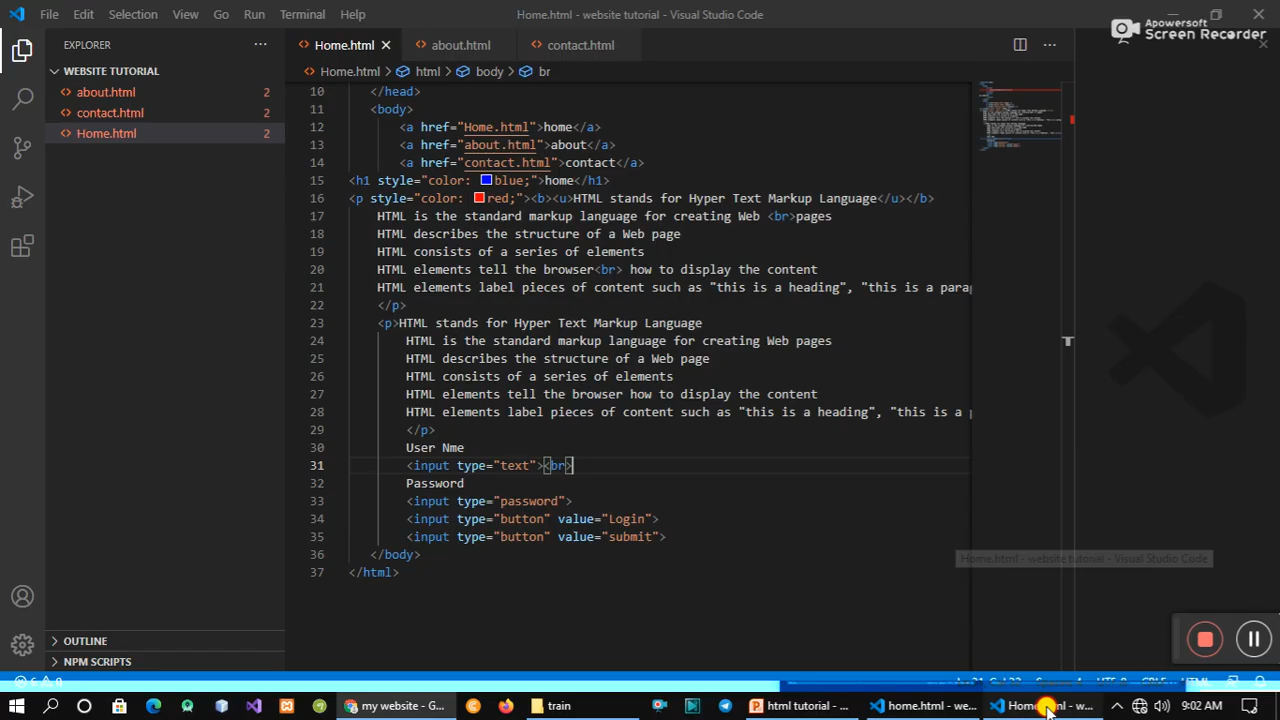 File Edit Selection View Go Run Terminal Help
Home.html - website tutorial - Visual Studio Code
Apowersoft
Screen Recorder
EXPLORER
WEBSITE TUTORIAL
about.html 2
contact.html 2
Home.html 2
OUTLINE
NPM SCRIPTS
Home.html about.html contact.html
Home.html > html > body > br
10 </head>
11 <body>
12 <a href="Home.html">home</a>
13 <a href="about.html">about</a>
14 <a href="contact.html">contact</a>
15 <h1 style="color: blue;">home</h1>
16 <p style="color: red;"><b><u>HTML stands for Hyper Text Markup Language</u></b>
17 HTML is the standard markup language for creating Web <br>pages
18 HTML describes the structure of a Web page
19 HTML consists of a series of elements
20 HTML elements tell the browser<br> how to display the content
21 HTML elements label pieces of content such as "this is a heading", "this is a parag
22 </p>
23 <p>HTML stands for Hyper Text Markup Language
24 HTML is the standard markup language for creating Web pages
25 HTML describes the structure of a Web page
26 HTML consists of a series of elements
27 HTML elements tell the browser how to display the content
28 HTML elements label pieces of content such as "this is a heading", "this is a p
29 </p>
30 User Nme
31 <input type="text"><br>
32 Password
33 <input type="password">
34 <input type="button" value="Login">
35 <input type="button" value="submit">
36 </body>
37 </html>
Home.html - website tutorial - Visual Studio Code
my website - G...
train
html tutorial - ...
home.html - we...
Home.html - w...
9:02 AM